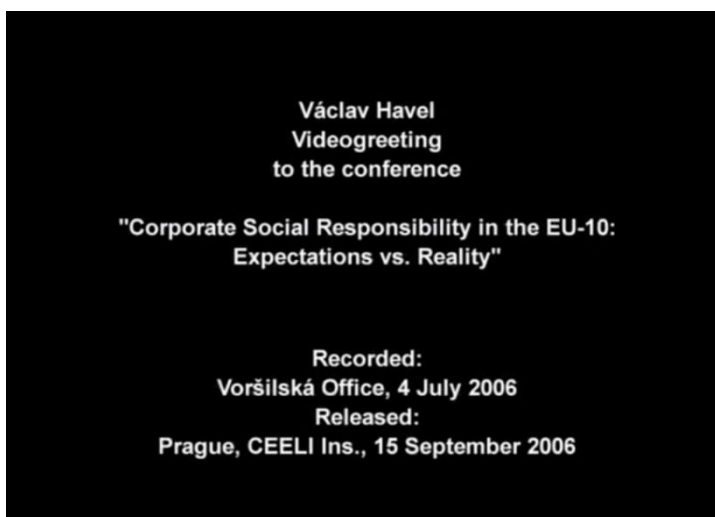 Václav Havel
Videogreeting
to the conference
"Corporate Social Responsibility in the EU-10:
Expectations vs. Reality"
Recorded:
Voršilská Office, 4 July 2006
Released:
Prague, CEELI Ins., 15 September 2006